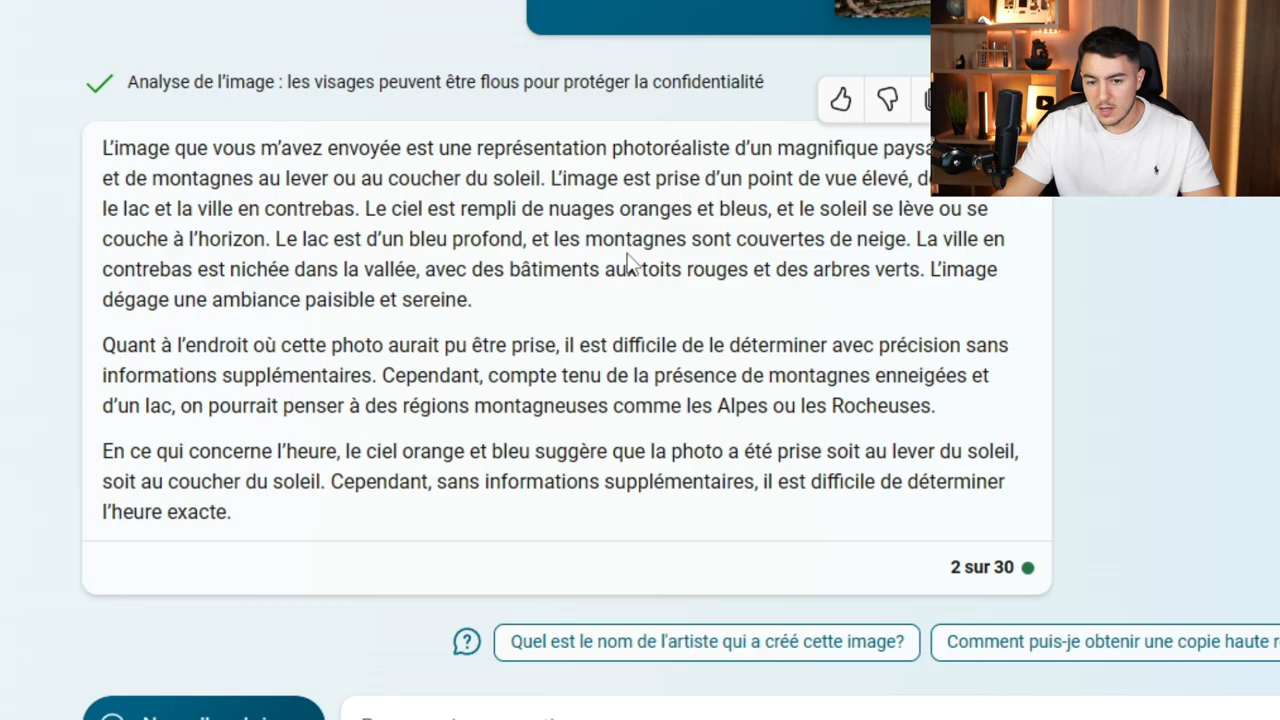 Analyse de l’image : les visages peuvent être flous pour protéger la confidentialité
L’image que vous m’avez envoyée est une représentation photoréaliste d’un magnifique
et de montagnes au lever ou au coucher du soleil. L’image est prise d’un point de vue élevé,
le lac et la ville en contrebas. Le ciel est rempli de nuages oranges et bleus, et le soleil se lève ou se
couche à l’horizon. Le lac est d’un bleu profond, et les montagnes sont couvertes de neige. La ville en
contrebas est nichée dans la vallée, avec des bâtiments aux toits rouges et des arbres verts. L’image
dégage une ambiance paisible et sereine.
Quant à l’endroit où cette photo aurait pu être prise, il est difficile de le déterminer avec précision sans
informations supplémentaires. Cependant, compte tenu de la présence de montagnes enneigées et
d’un lac, on pourrait penser à des régions montagneuses comme les Alpes ou les Rocheuses.
En ce qui concerne l’heure, le ciel orange et bleu suggère que la photo a été prise soit au lever du soleil,
soit au coucher du soleil. Cependant, sans informations supplémentaires, il est difficile de déterminer
l’heure exacte.
2 sur 30
Quel est le nom de l'artiste qui a créé cette image?
Comment puis-je obtenir une copie haute